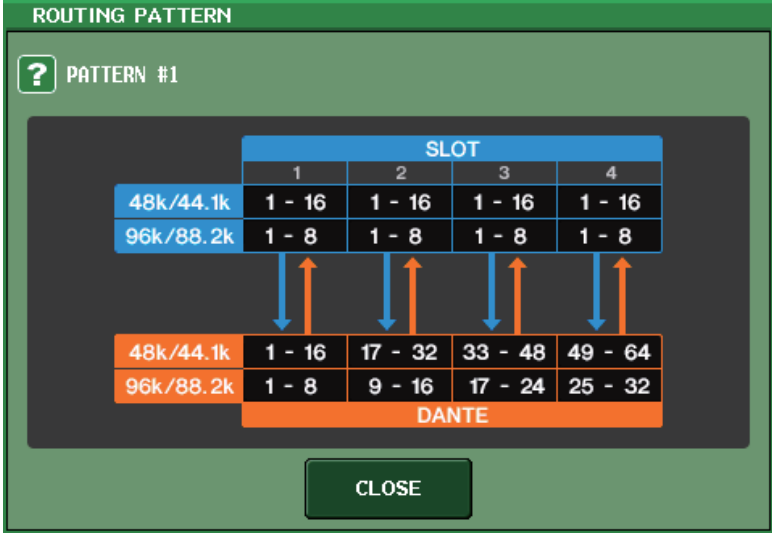 ROUTING PATTERN
? PATTERN #1
SLOT
1 2 3 4
48k/44.1k 1 - 16 1 - 16 1 - 16 1 - 16
96k/88.2k 1 - 8 1 - 8 1 - 8 1 - 8
48k/44.1k 1 - 16 17 - 32 33 - 48 49 - 64
96k/88.2k 1 - 8 9 - 16 17 - 24 25 - 32
DANTE
CLOSE